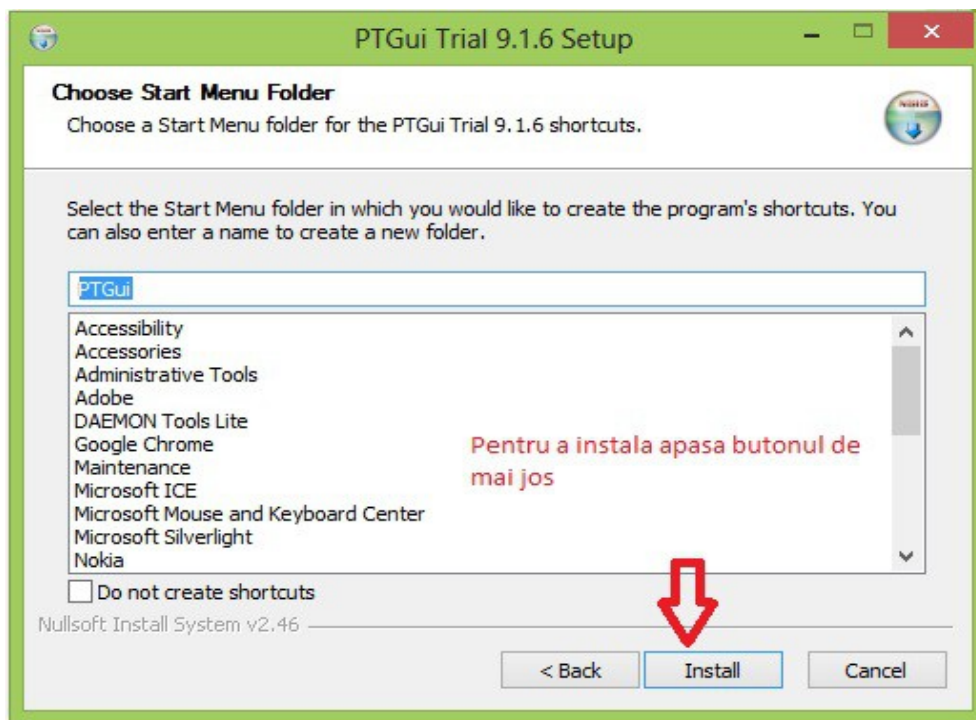 PTGui Trial 9.1.6 Setup
Choose Start Menu Folder
Choose a Start Menu folder for the PTGui Trial 9.1.6 shortcuts.
Select the Start Menu folder in which you would like to create the program's shortcuts. You
can also enter a name to create a new folder.
PTGui
Accessibility
Accessories
Administrative Tools
Adobe
DAEMON Tools Lite
Google Chrome
Maintenance
Microsoft ICE
Microsoft Mouse and Keyboard Center
Microsoft Silverlight
Nokia
Pentru a instala apasa butonul de
mai jos
Do not create shortcuts
Nullsoft Install System v2.46
< Back
Install
Cancel